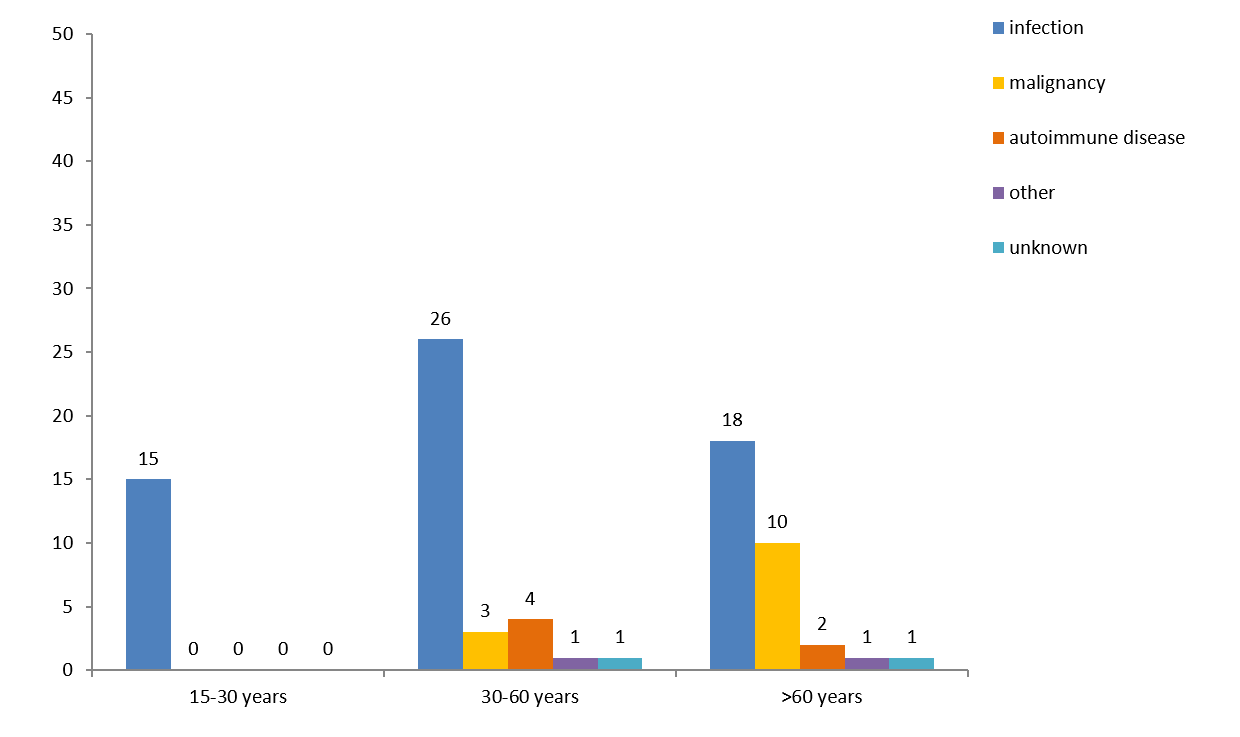 50
45
40
35
30
25
20
15
10
5
0
15
0 0 0 0
26
3
4
1 1
18
10
2
1 1
15-30 years
30-60 years
>60 years
infection
malignancy
autoimmune disease
other
unknown